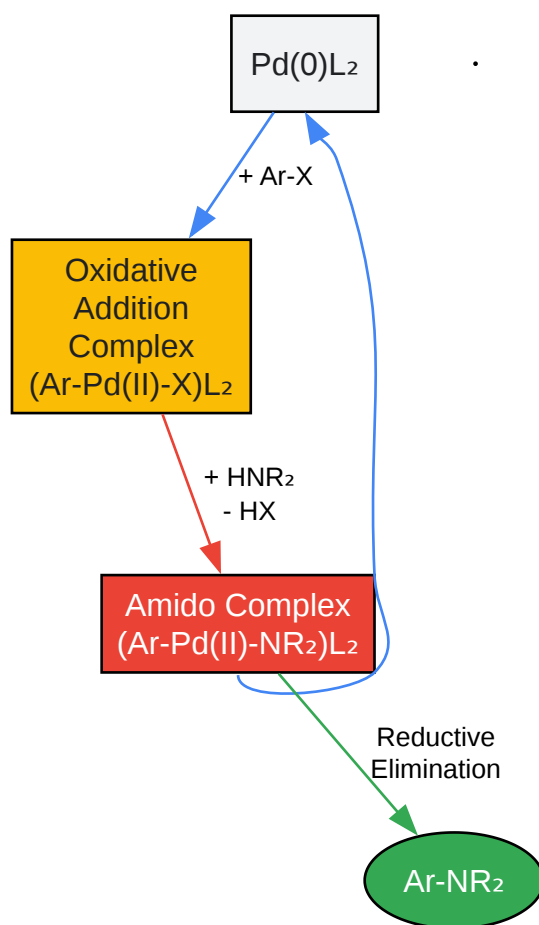 Pd(0)L₂
.
+ Ar-X
Oxidative
Addition
Complex
(Ar-Pd(II)-X)L₂
+ HNR₂
- HX
Amido Complex
(Ar-Pd(II)-NR₂)L₂
Reductive
Elimination
Ar-NR₂